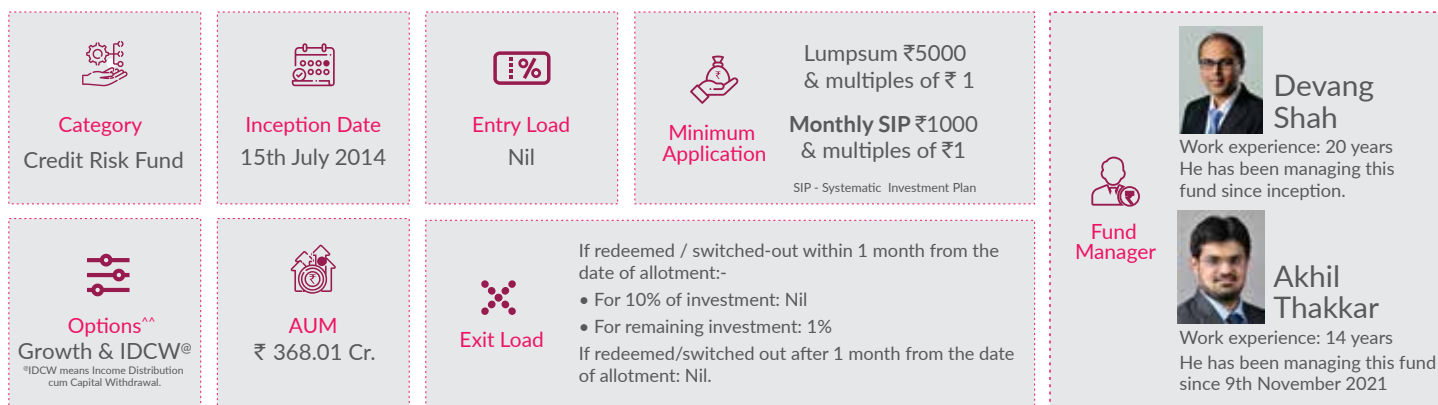 Category
Credit Risk Fund
Inception Date
15th July 2014
Entry Load
Nil
Minimum
Application
Lumpsum ₹5000
& multiples of ₹ 1
Monthly SIP ₹1000
& multiples of ₹1
SIP - Systematic Investment Plan
Options^^
Growth & IDCW@
@IDCW means Income Distribution
cum Capital Withdrawal.
AUM
₹ 368.01 Cr.
Exit Load
If redeemed / switched-out within 1 month from the
date of allotment:-
• For 10% of investment: Nil
• For remaining investment: 1%
If redeemed/switched out after 1 month from the date
of allotment: Nil.
Fund
Manager
Devang
Shah
Work experience: 20 years
He has been managing this
fund since inception.
Akhil
Thakkar
Work experience: 14 years
He has been managing this fund
since 9th November 2021